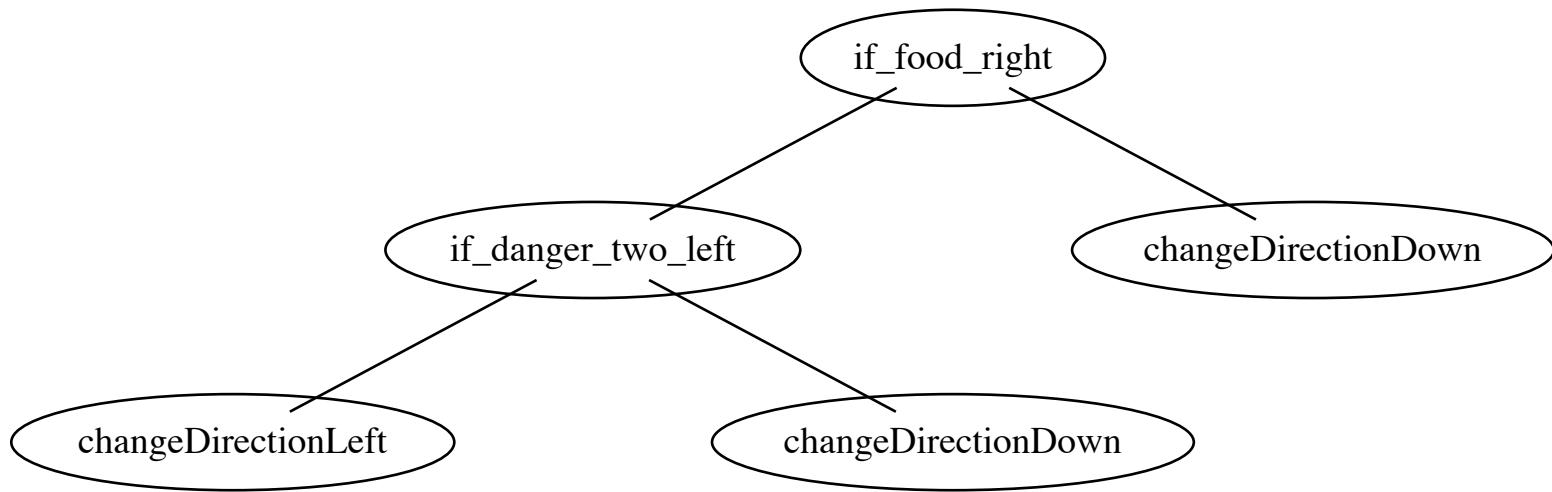 if_food_right
if_danger_two_left
changeDirectionDown
changeDirectionLeft
changeDirectionDown